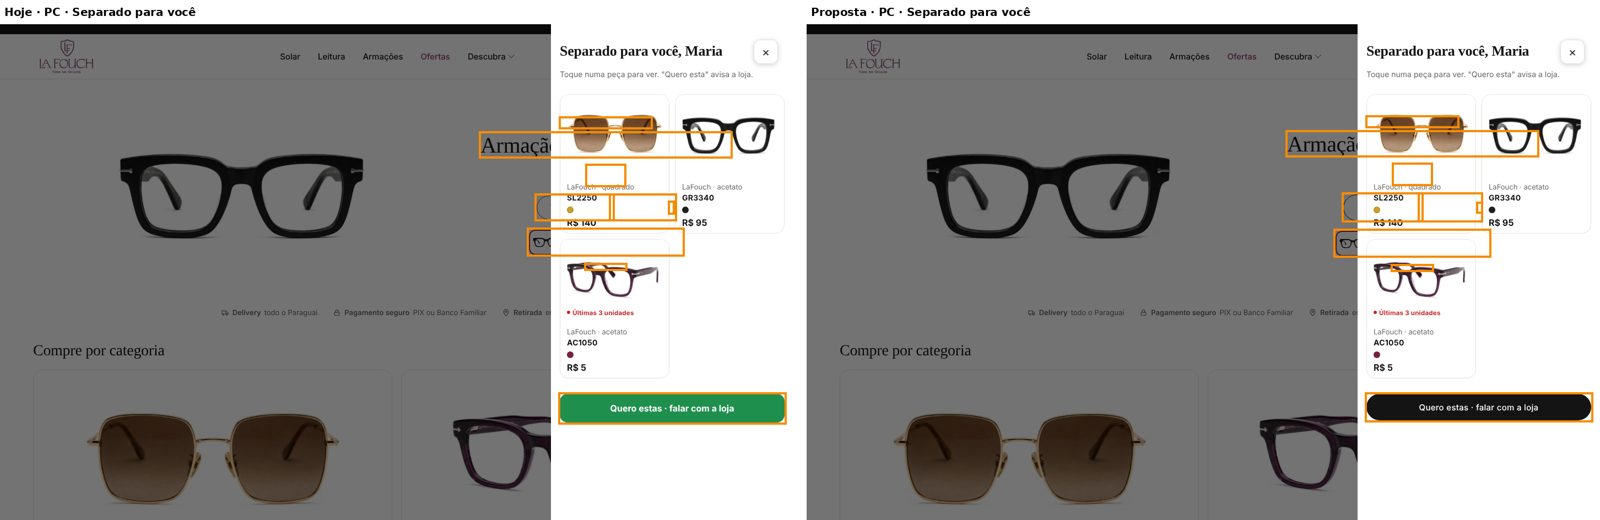 Hoje · PC · Separado para você
LA FOUCH
Solar
Leitura
Armações
Ofertas
Descubra
Armaçã
Delivery todo o Paraguai
Pagamento seguro PIX ou Banco Familiar
Retirada
Compre por categoria
Separado para você, Maria
×
Toque numa peça para ver. "Quero esta" avisa a loja.
LaFouch · quadrado
SL2250
R$ 140
LaFouch · acetato
GR3340
R$ 95
Últimas 3 unidades
LaFouch · acetato
AC1050
R$ 5
Quero estas · falar com a loja
Proposta · PC · Separado para você
LA FOUCH
Solar
Leitura
Armações
Ofertas
Descubra
Armaçã
Delivery todo o Paraguai
Pagamento seguro PIX ou Banco Familiar
Retirada
Compre por categoria
Separado para você, Maria
×
Toque numa peça para ver. "Quero esta" avisa a loja.
LaFouch · quadrado
SL2250
R$ 140
LaFouch · acetato
GR3340
R$ 95
Últimas 3 unidades
LaFouch · acetato
AC1050
R$ 5
Quero estas · falar com a loja